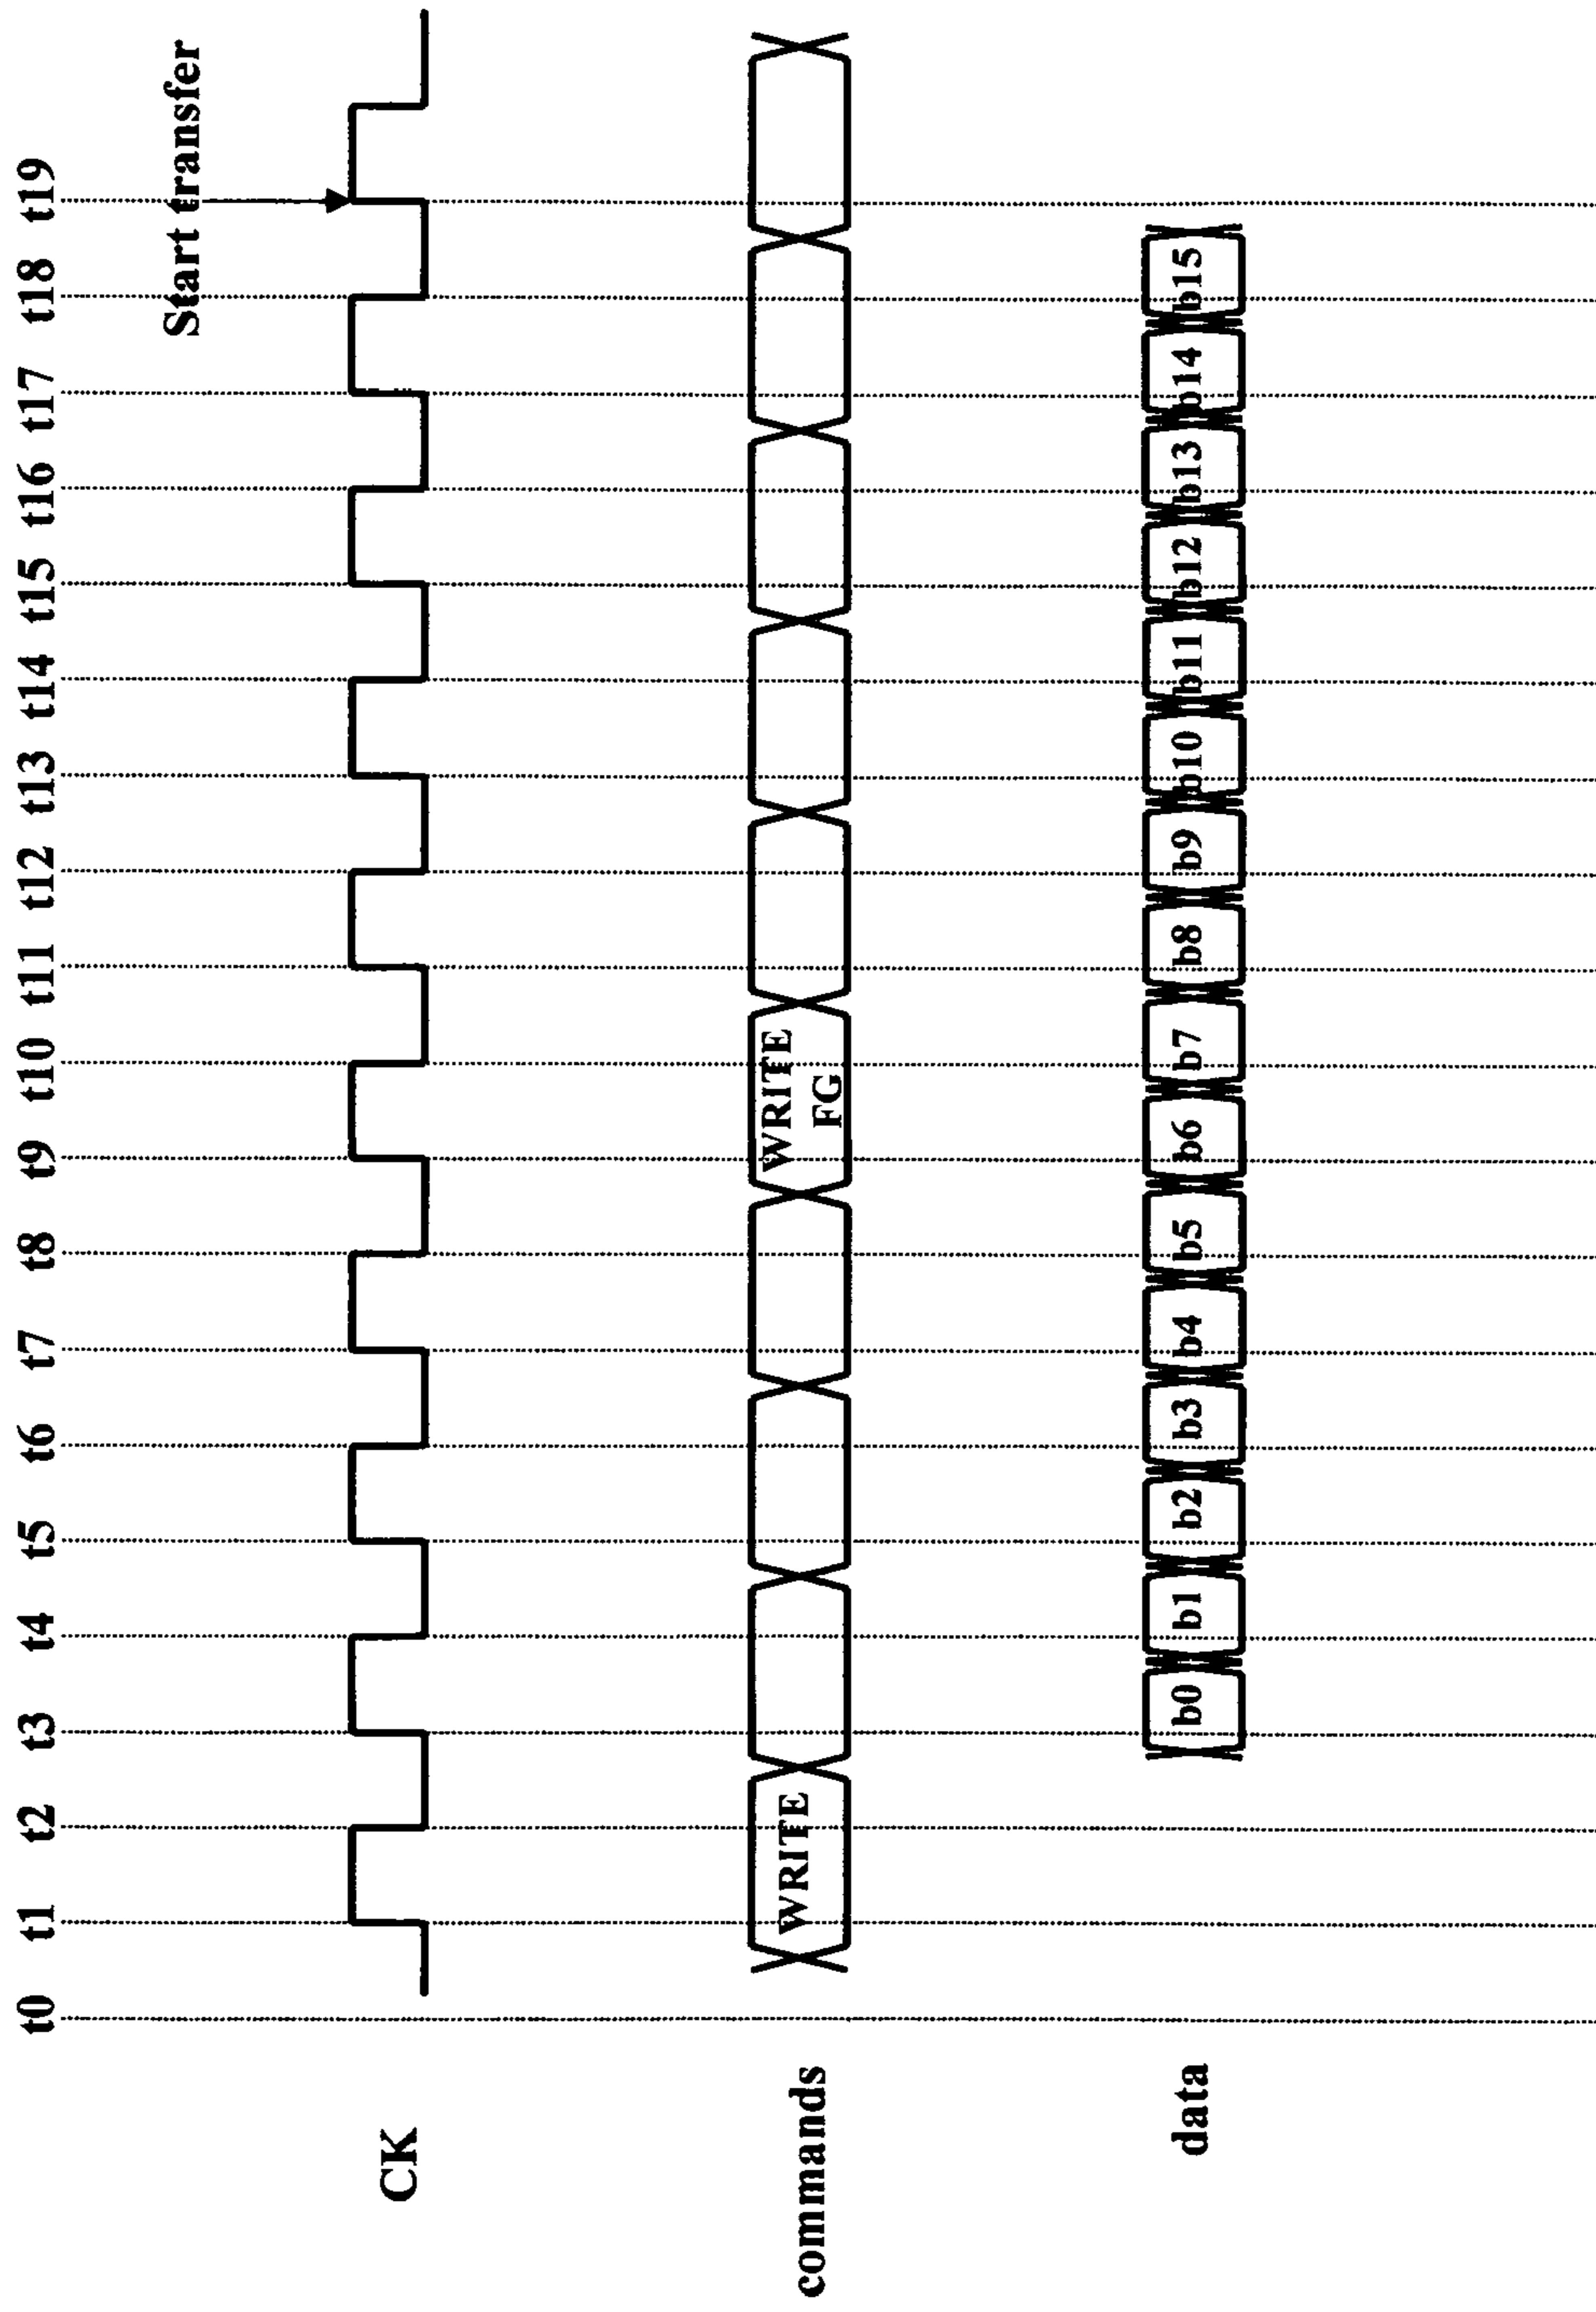 t0 t1 t2 t3 t4 t5 t6 t7 t8 t9 t10 t11 t12 t13 t14 t15 t16 t17 t18 t19
Start transfer
CK
commands
WRITE
WRITE
FG
data
b0 b1 b2 b3 b4 b5 b6 b7 b8 b9 b10 b11 b12 b13 b14 b15